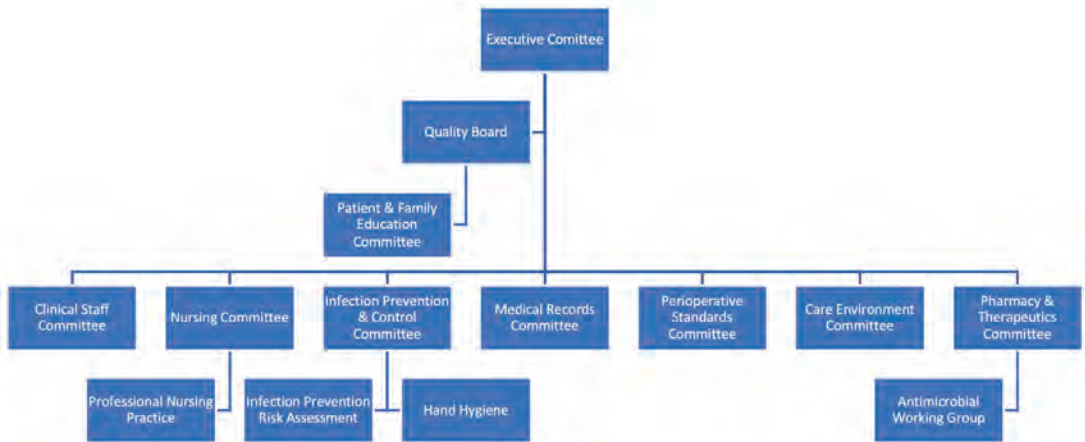 Executive Comittee
Quality Board
Patient & Family
Education
Committee
Clinical Staff
Committee
Nursing Committee
Infection Prevention
& Control
Committee
Medical Records
Committee
Perioperative
Standards
Committee
Care Environment
Committee
Pharmacy &
Therapeutics
Committee
Professional Nursing
Practice
Infection Prevention
Risk Assessment
Hand Hygiene
Antimicrobial
Working Group